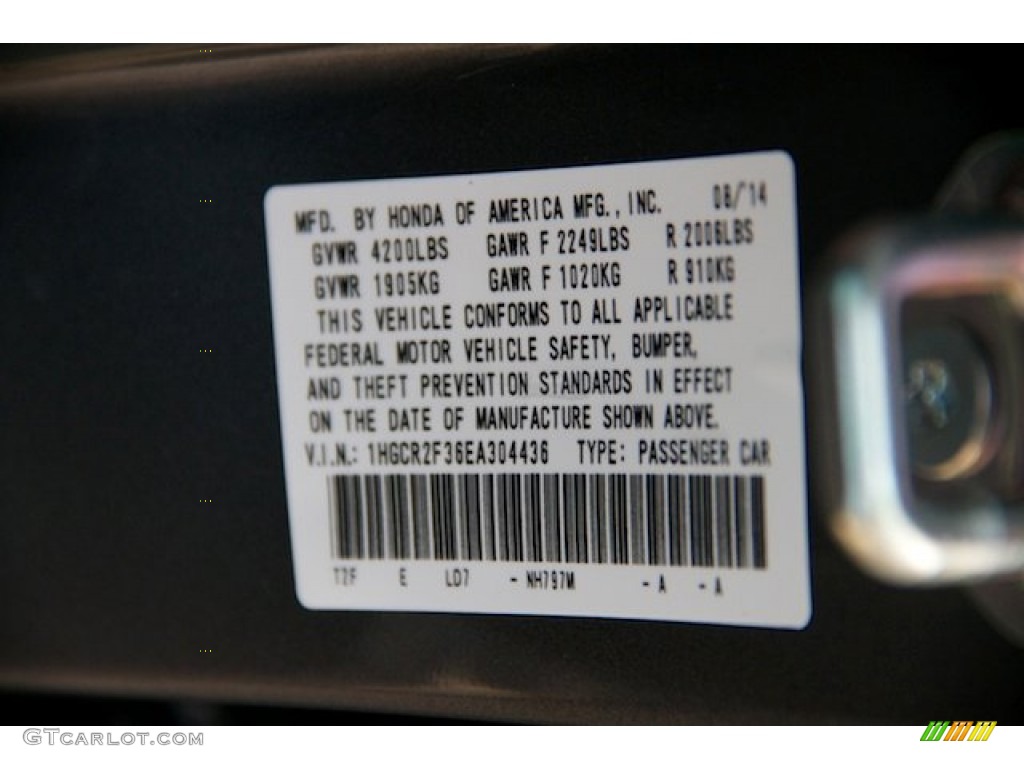 MFD. BY HONDA OF AMERICA MFG., INC. 08/14
GVWR 4200LBS GAWR F 2249LBS R 2006LBS
GVWR 1905KG GAWR F 1020KG R 910KG
THIS VEHICLE CONFORMS TO ALL APPLICABLE
FEDERAL MOTOR VEHICLE SAFETY, BUMPER,
AND THEFT PREVENTION STANDARDS IN EFFECT
ON THE DATE OF MANUFACTURE SHOWN ABOVE.
V.I.N.: 1HGCR2F36EA304436 TYPE: PASSENGER CAR
T2F E LD7 - NH797M - A - A
GTCARLOT.COM